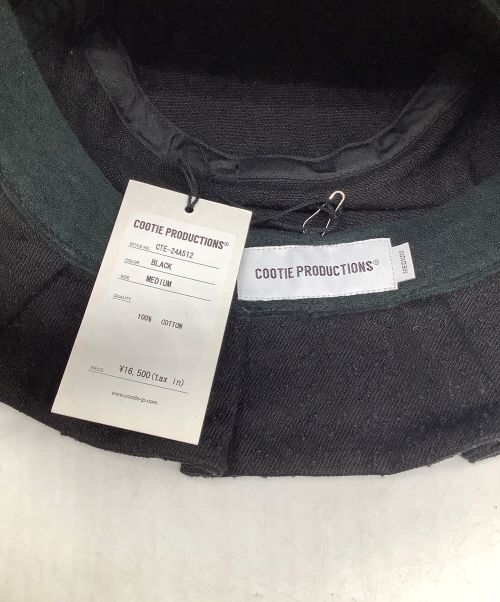 COOTIE PRODUCTIONS®
STYLE NO. CTE-24A512
COLOR BLACK
SIZE MEDIUM
QUALITY
100% COTTON
PRICE ¥16,500(tax in)
www.cootie-jp.com
COOTIE PRODUCTIONS®
MEDIUM